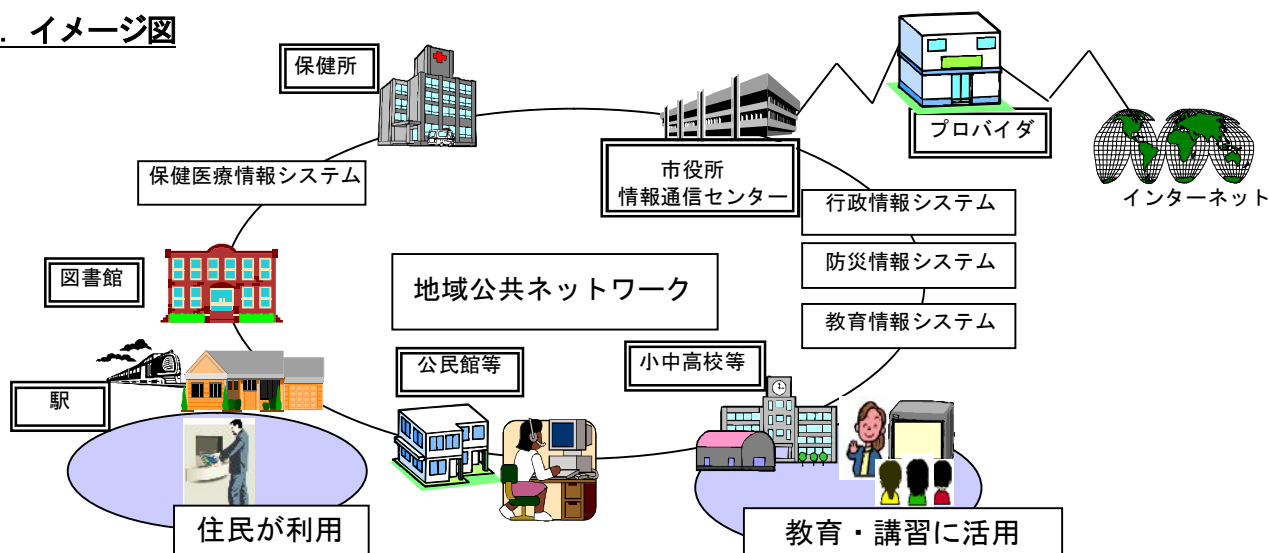 . イメージ図
保健所
プロバイダ
市役所
情報通信センター
保健医療情報システム
行政情報システム
インターネット
図書館
防災情報システム
地域公共ネットワーク
教育情報システム
公民館等
小中高校等
駅
住民が利用
教育・講習に活用